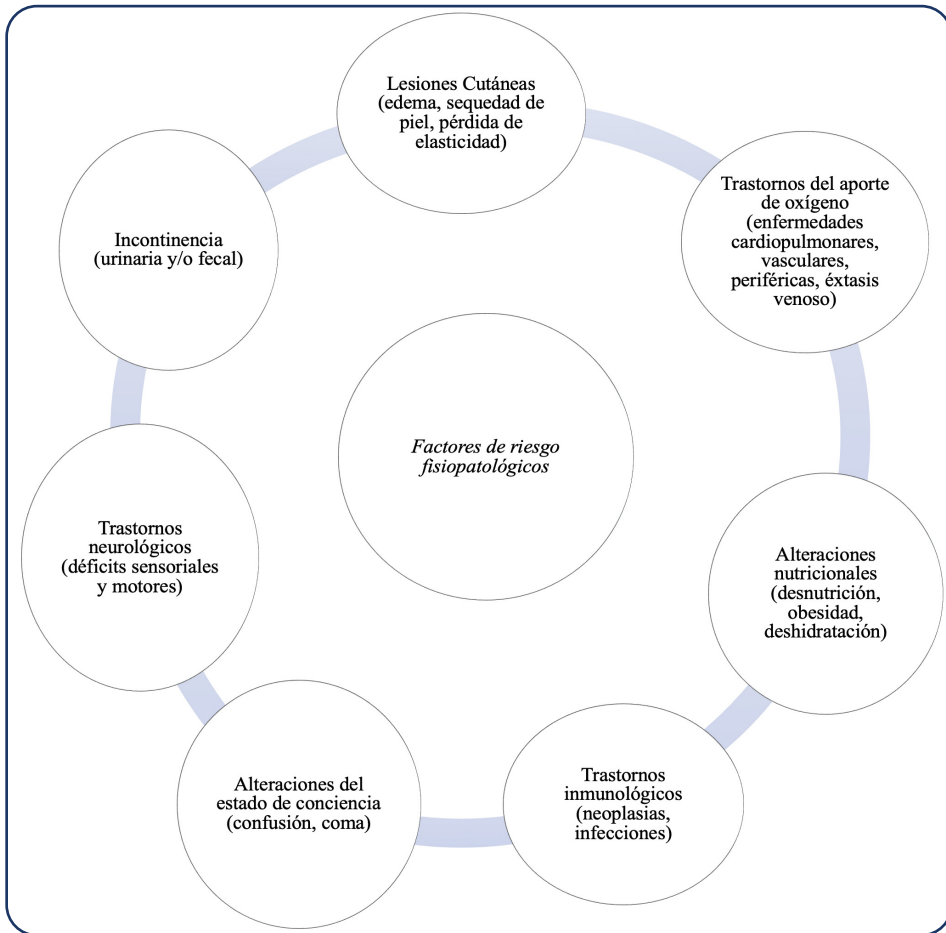 Lesiones Cutáneas
(edema, sequedad de
piel, pérdida de
elasticidad)
Trastornos del aporte
de oxígeno
(enfermedades
cardiopulmonares,
vasculares,
periféricas, éxtasis
venoso)
Alteraciones
nutricionales
(desnutrición,
obesidad,
deshidratación)
Trastornos
inmunológicos
(neoplasias,
infecciones)
Alteraciones del
estado de conciencia
(confusión, coma)
Trastornos
neurológicos
(déficits sensoriales
y motores)
Incontinencia
(urinaria y/o fecal)
Factores de riesgo
fisiopatológicos